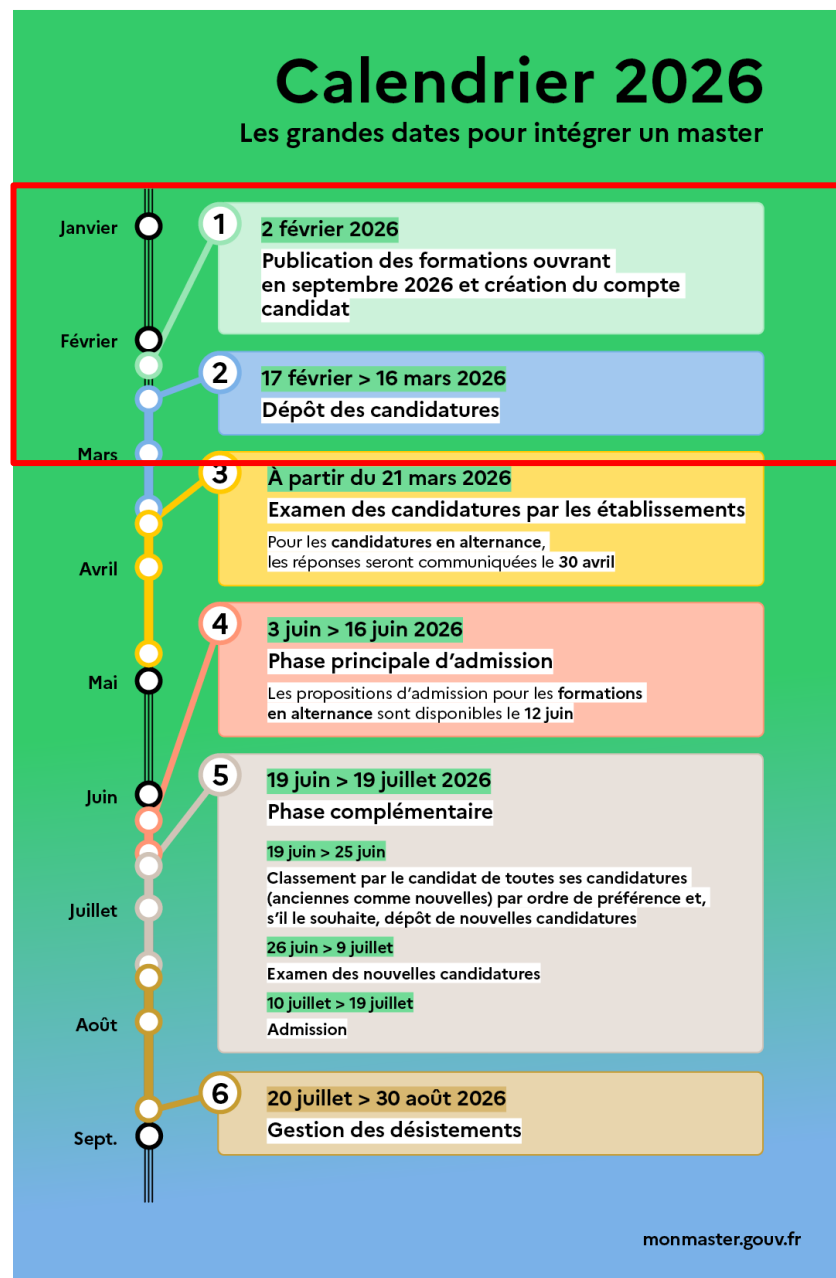 Calendrier 2026
Les grandes dates pour intégrer un master
Janvier
1
2 février 2026
Publication des formations ouvrant
en septembre 2026 et création du compte
candidat
Février
2
17 février > 16 mars 2026
Dépôt des candidatures
Mars
3
À partir du 21 mars 2026
Examen des candidatures par les établissements
Pour les candidatures en alternance,
les réponses seront communiquées le 30 avril
Avril
4
3 juin > 16 juin 2026
Phase principale d’admission
Les propositions d’admission pour les formations
en alternance sont disponibles le 12 juin
Mai
Juin
5
19 juin > 19 juillet 2026
Phase complémentaire
19 juin > 25 juin
Classement par le candidat de toutes ses candidatures
(anciennes comme nouvelles) par ordre de préférence et,
s’il le souhaite, dépôt de nouvelles candidatures
Juillet
26 juin > 9 juillet
Examen des nouvelles candidatures
10 juillet > 19 juillet
Admission
Août
6
20 juillet > 30 août 2026
Gestion des désistements
Sept.
monmaster.gouv.fr